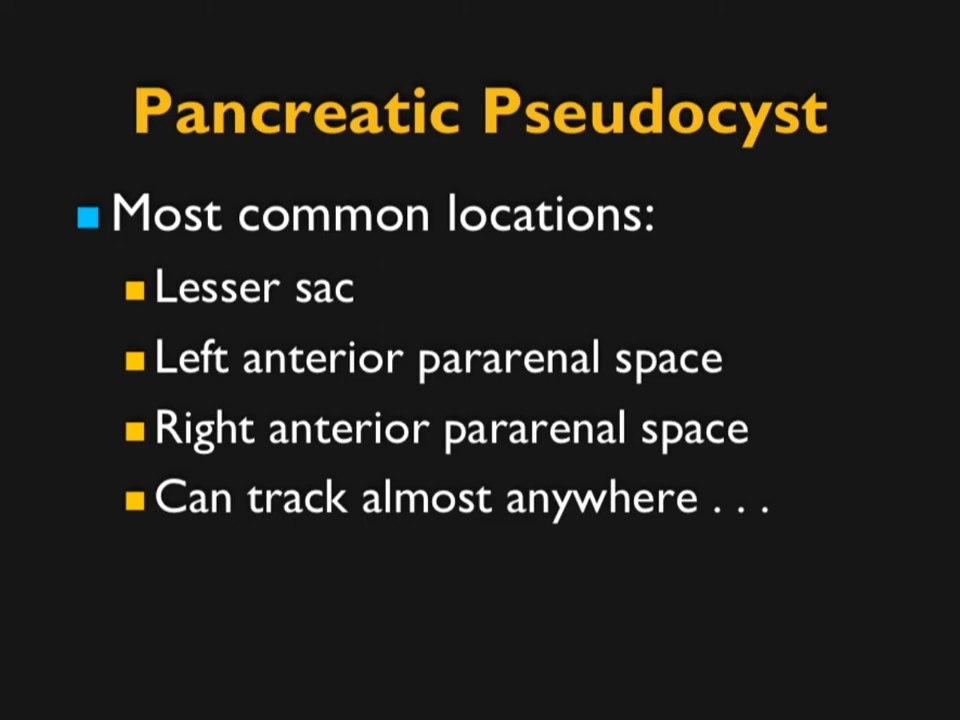 Pancreatic Pseudocyst
Most common locations:
Lesser sac
Left anterior pararenal space
Right anterior pararenal space
Can track almost anywhere . . .